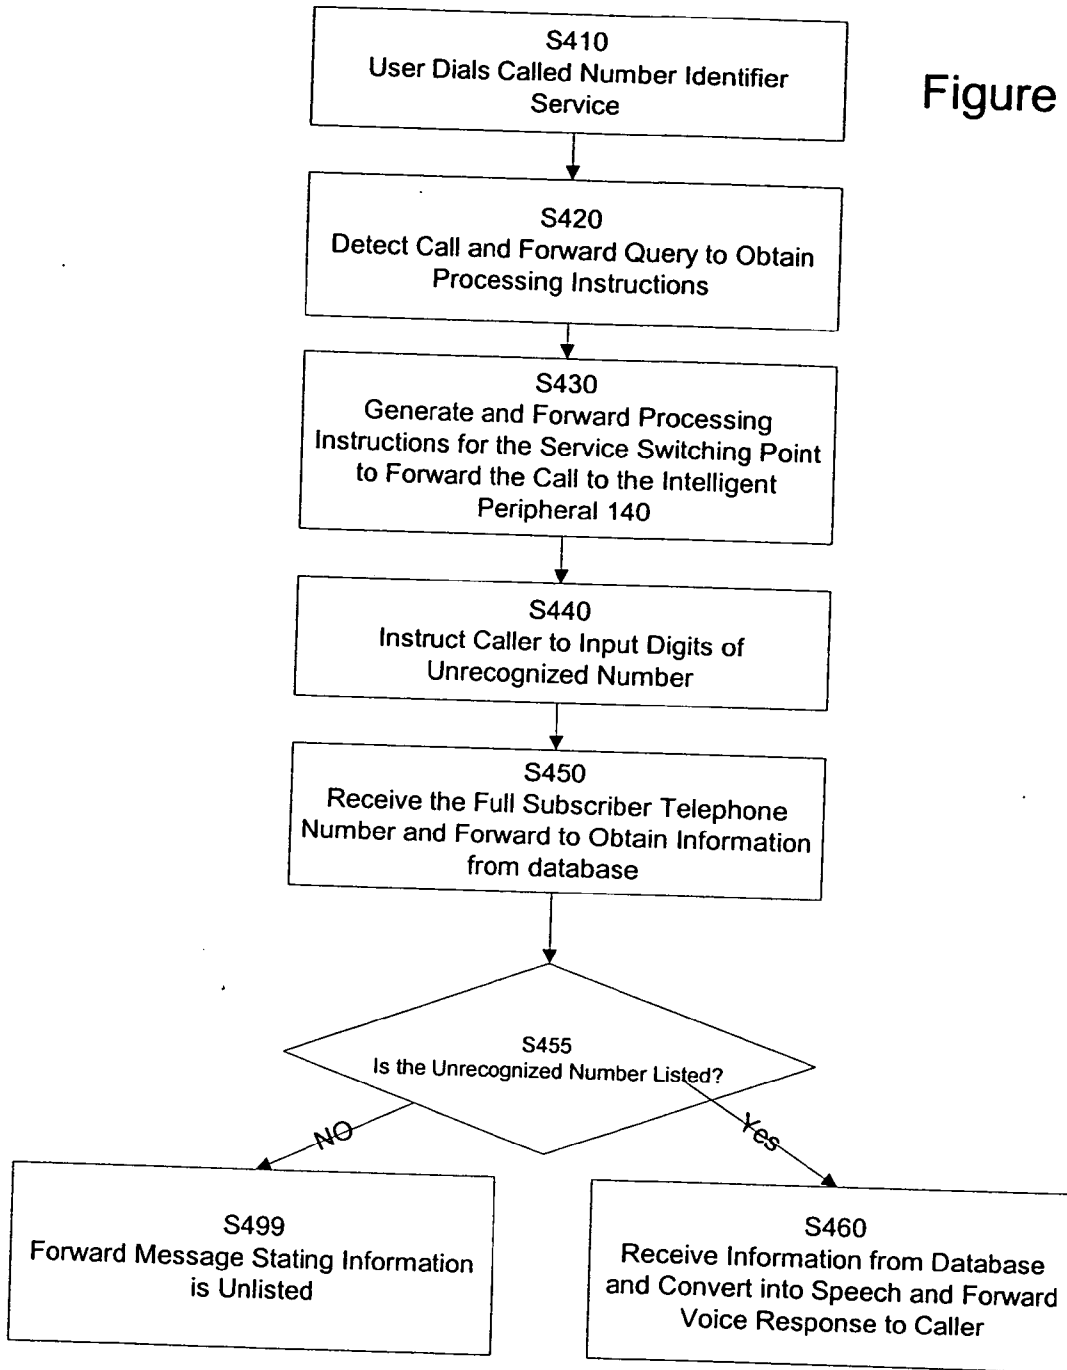 S410
User Dials Called Number Identifier
Service
Figure
S420
Detect Call and Forward Query to Obtain
Processing Instructions
S430
Generate and Forward Processing
Instructions for the Service Switching Point
to Forward the Call to the Intelligent
Peripheral 140
S440
Instruct Caller to Input Digits of
Unrecognized Number
S450
Receive the Full Subscriber Telephone
Number and Forward to Obtain Information
from database
S455
Is the Unrecognized Number Listed?
NO
Yes
S499
Forward Message Stating Information
is Unlisted
S460
Receive Information from Database
and Convert into Speech and Forward
Voice Response to Caller